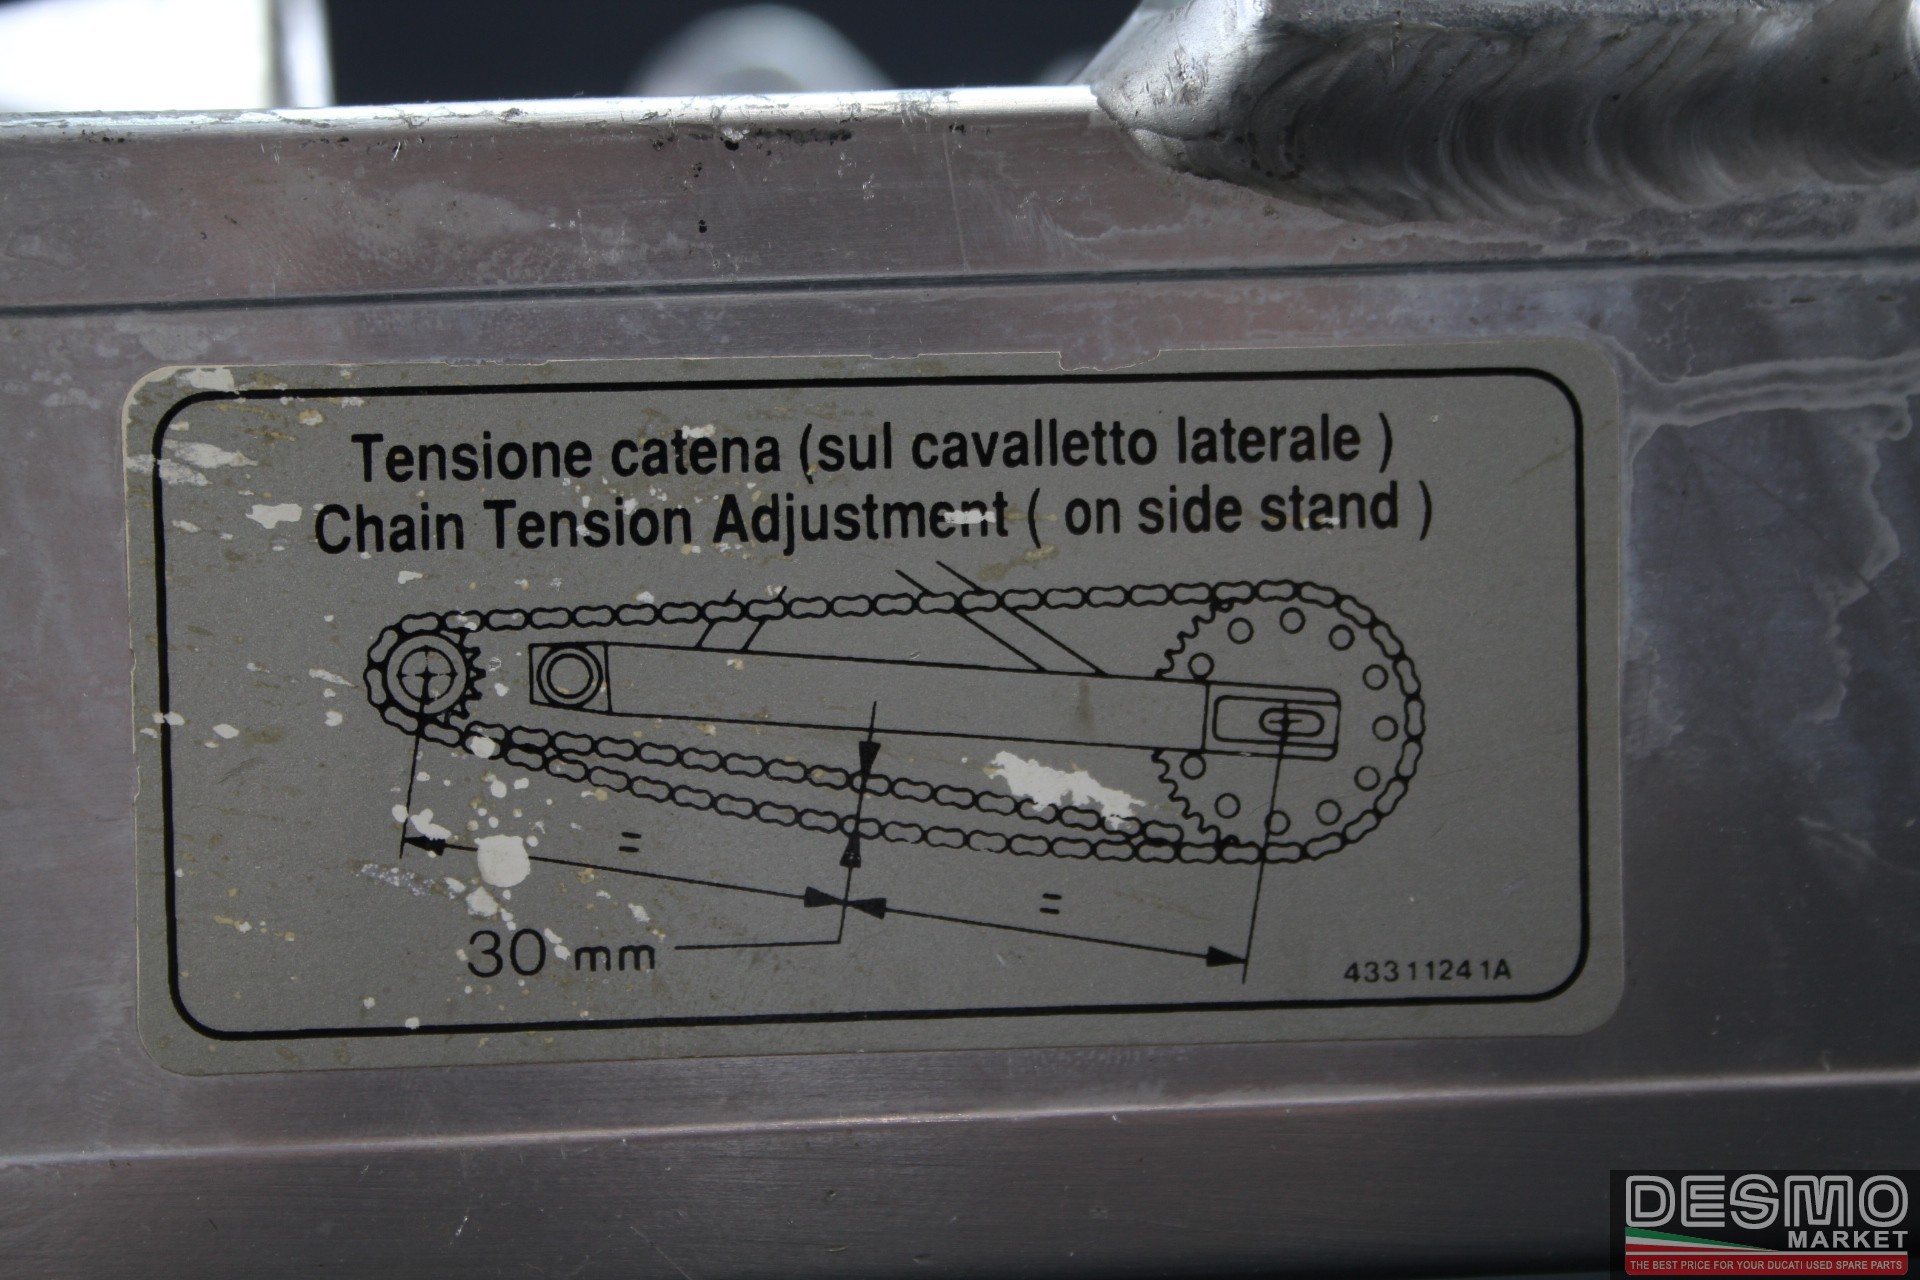 Tensione catena (sul cavalletto laterale )
Chain Tension Adjustment ( on side stand )
=
=
30 mm
43311241A
DESMO
MARKET
THE BEST PRICE FOR YOUR DUCATI USED SPARE PARTS